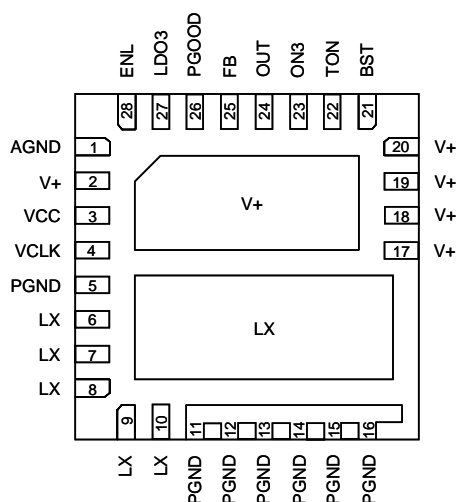 ENL LDO3 PGOOD FB OUT ON3 TON BST
28 27 26 25 24 23 22 21
AGND 1 20 V+
V+ 2 19 V+
VCC 3 18 V+
VCLK 4 17 V+
V+
PGND 5
LX 6
LX 7
LX 8
LX
9 10 11 12 13 14 15 16
LX LX PGND PGND PGND PGND PGND PGND